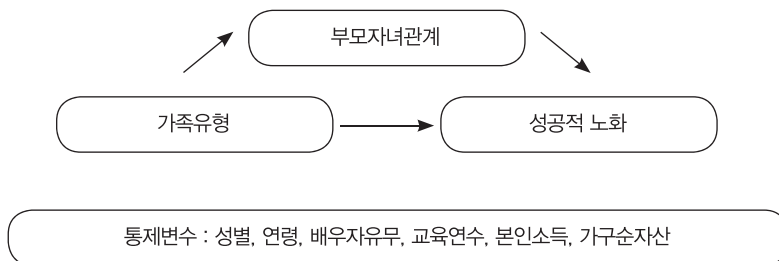 부모자녀관계
가족유형
성공적 노화
통제변수 : 성별, 연령, 배우자유무, 교육연수, 본인소득, 가구순자산